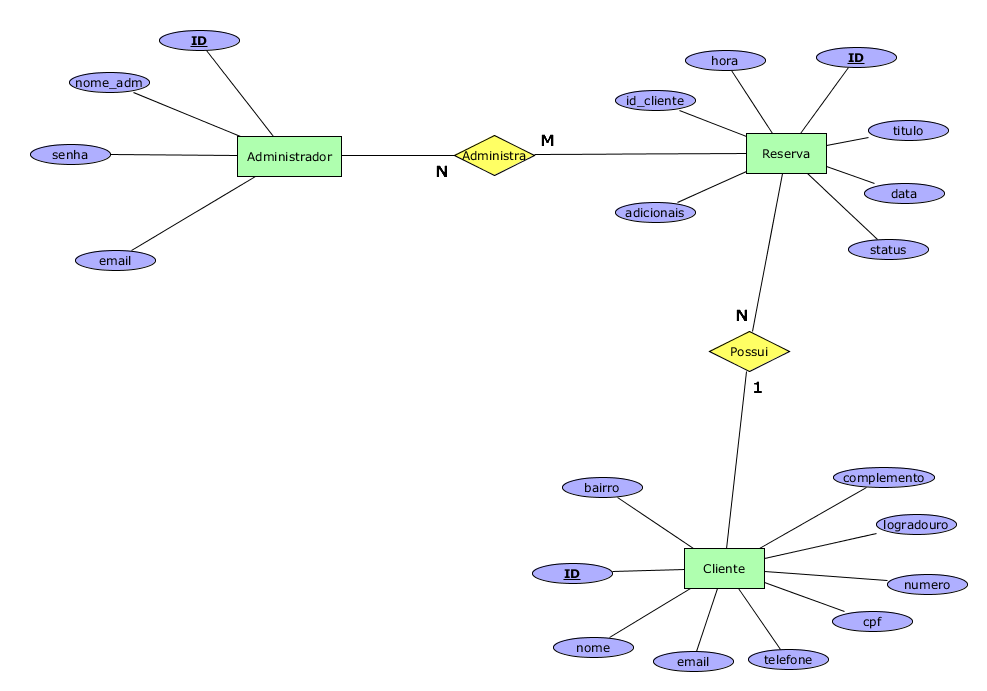 ID
nome_adm
senha
email
Administrador
N
Administra
M
hora
ID
id_cliente
titulo
Reserva
data
adicionais
status
N
Possui
1
bairro
complemento
logradouro
ID
Cliente
numero
cpf
nome
email
telefone